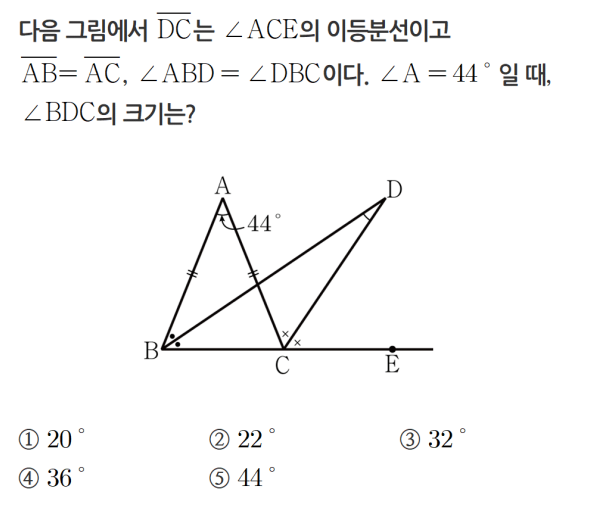 다음 그림에서 DC는 ∠ACE의 이등분선이고
AB= AC, ∠ABD = ∠DBC이다. ∠A = 44° 일 때,
∠BDC의 크기는?
A
D
44°
B
C
E
① 20° ② 22° ③ 32°
④ 36° ⑤ 44°